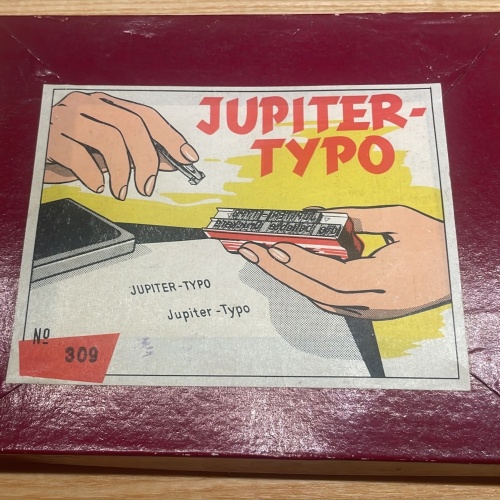 JUPITER-
TYPO
JUPITER-TYPO
Jupiter-Typo
Nº
309